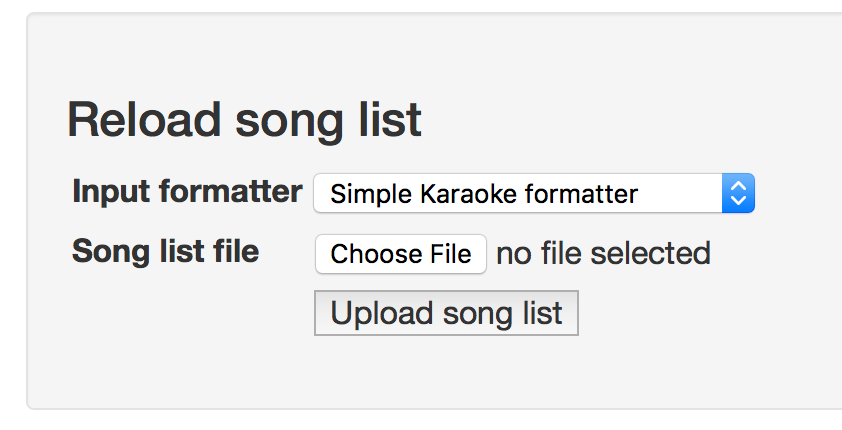 Reload song list
Input formatter Simple Karaoke formatter
Song list file Choose File no file selected
Upload song list